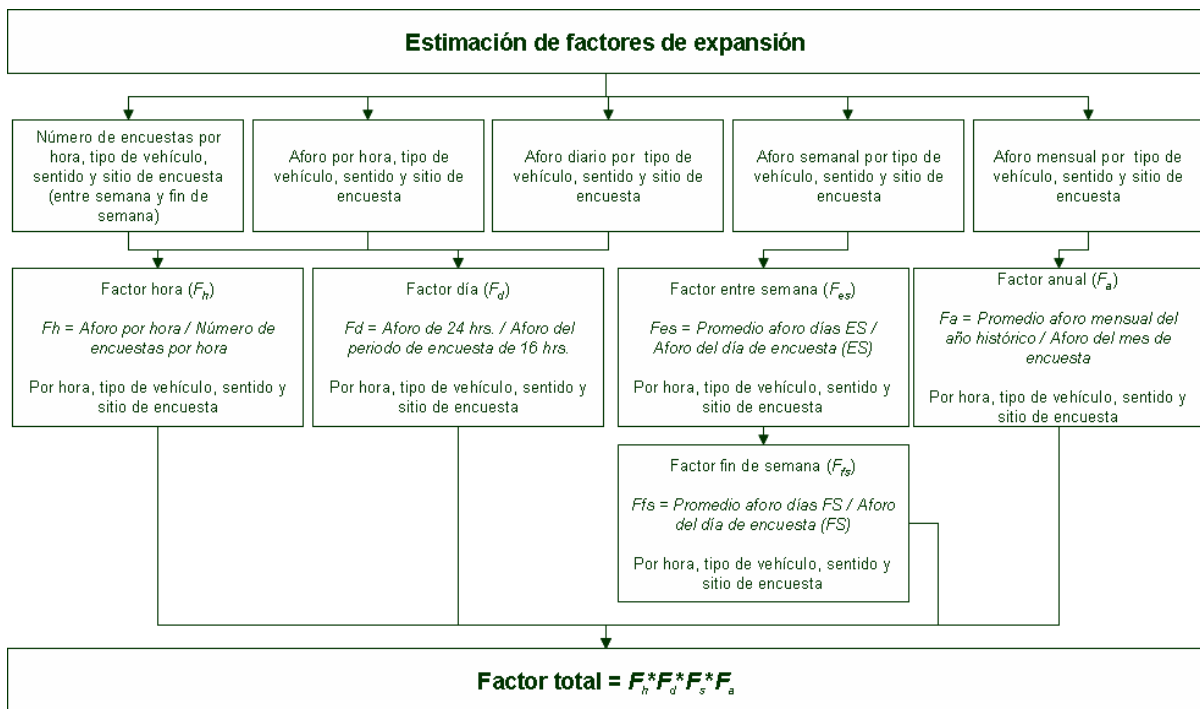 Estimación de factores de expansión
Número de encuestas por
hora, tipo de vehículo,
sentido y sitio de encuesta
(entre semana y fin de
semana)
Aforo por hora, tipo de
vehículo, sentido y sitio de
encuesta
Aforo diario por tipo de
vehículo, sentido y sitio de
encuesta
Aforo semanal por tipo de
vehículo, sentido y sitio de
encuesta
Aforo mensual por tipo de
vehículo, sentido y sitio de
encuesta
Factor hora (Fh)
Fh = Aforo por hora / Número de
encuestas por hora
Por hora, tipo de vehículo, sentido y
sitio de encuesta
Factor día (Fd)
Fd = Aforo de 24 hrs. / Aforo del
periodo de encuesta de 16 hrs.
Por hora, tipo de vehículo, sentido y
sitio de encuesta
Factor entre semana (Fes)
Fes = Promedio aforo días ES /
Aforo del día de encuesta (ES)
Por hora, tipo de vehículo, sentido y
sitio de encuesta
Factor anual (Fa)
Fa = Promedio aforo mensual del
año histórico / Aforo del mes de
encuesta
Por hora, tipo de vehículo, sentido y
sitio de encuesta
Factor fin de semana (Ffs)
Ffs = Promedio aforo días FS / Aforo
del día de encuesta (FS)
Por hora, tipo de vehículo, sentido y
sitio de encuesta
Factor total = Fh*Fd*Fs*Fa